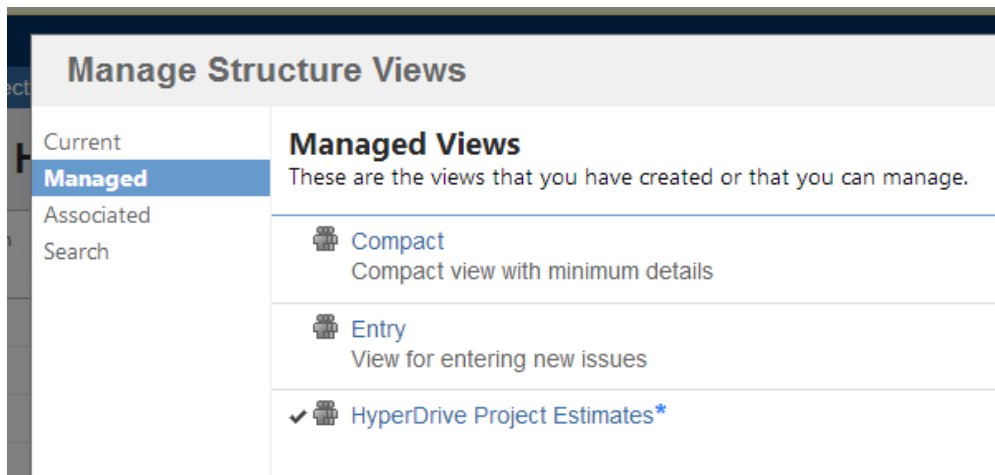 Manage Structure Views
ect
Current
Managed
Associated
Search
Managed Views
These are the views that you have created or that you can manage.
Compact
Compact view with minimum details
Entry
View for entering new issues
HyperDrive Project Estimates*